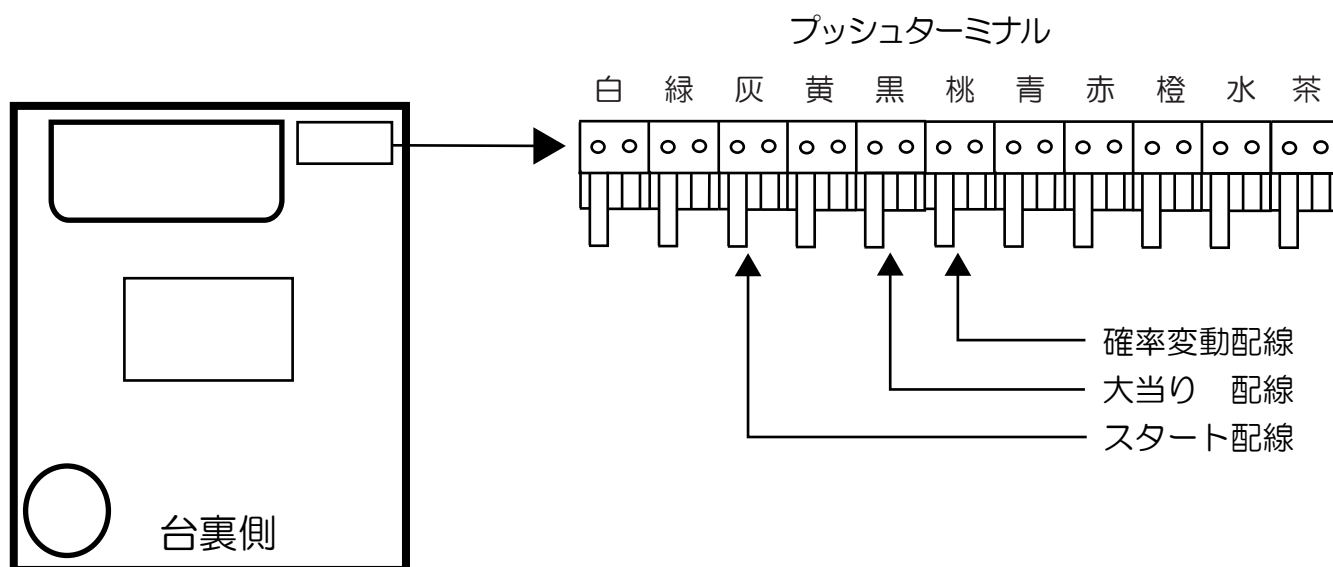 プッシュターミナル
白 緑 灰 黄 黒 桃 青 赤 橙 水 茶
確率変動配線
大当り　配線
スタート配線
台裏側